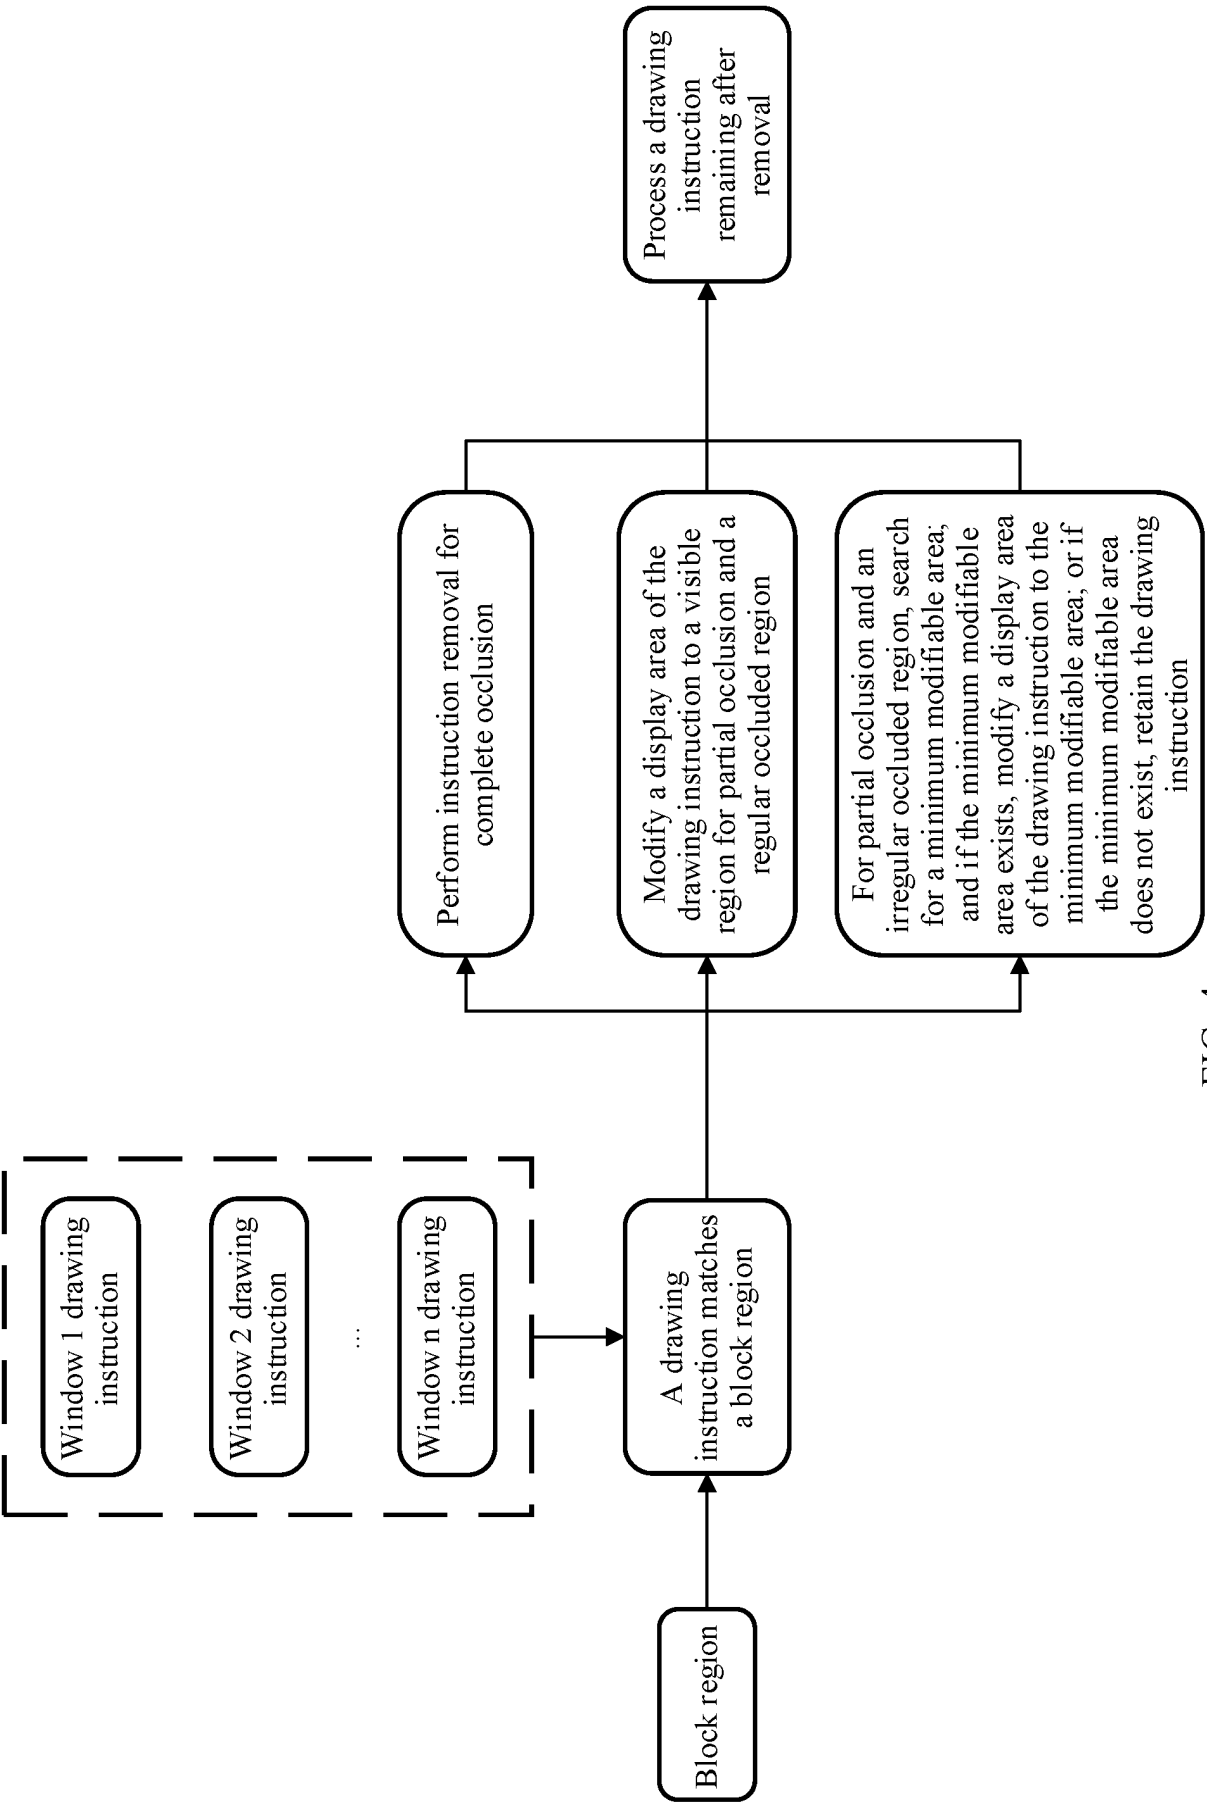 Window 1 drawing
instruction
Window 2 drawing
instruction
...
Window n drawing
instruction
Block region
A drawing
instruction matches
a block region
Perform instruction removal for
complete occlusion
Modify a display area of the
drawing instruction to a visible
region for partial occlusion and a
regular occluded region
For partial occlusion and an
irregular occluded region, search
for a minimum modifiable area;
and if the minimum modifiable
area exists, modify a display area
of the drawing instruction to the
minimum modifiable area; or if
the minimum modifiable area
does not exist, retain the drawing
instruction
Process a drawing
instruction
remaining after
removal